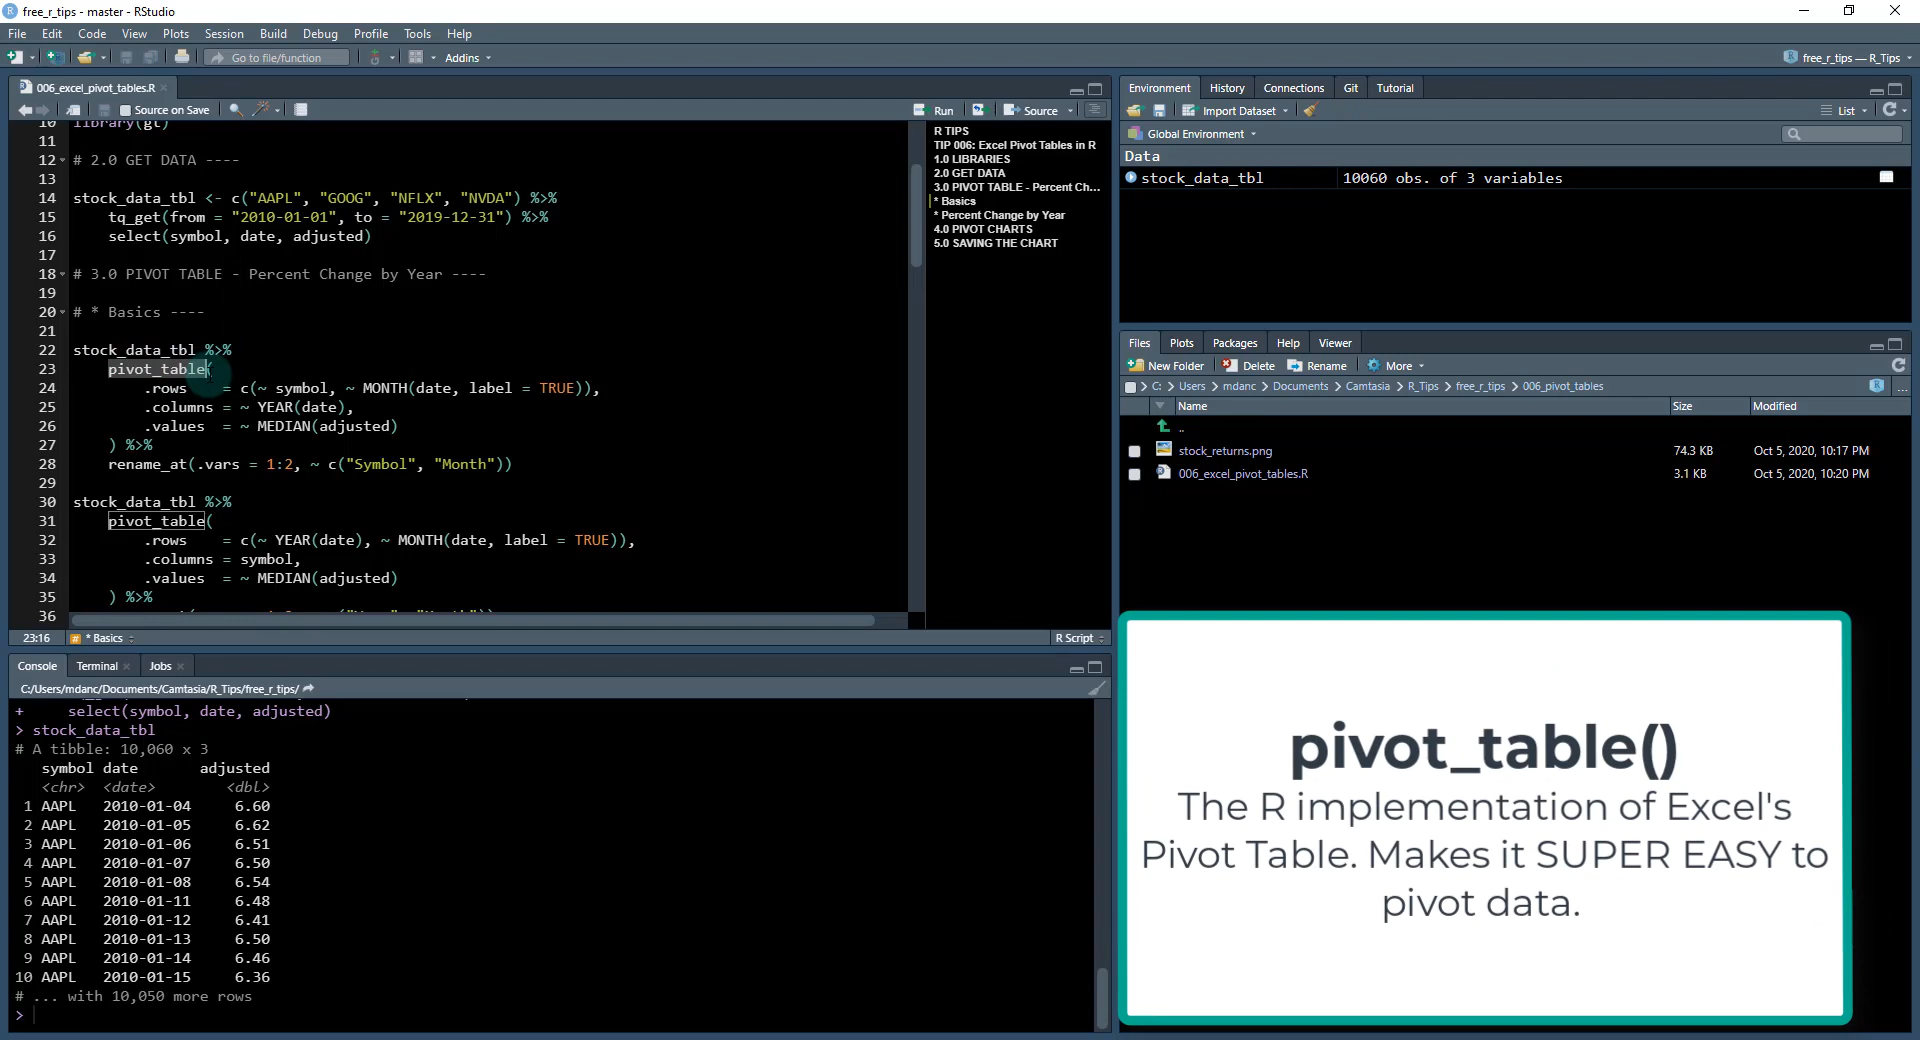 free_r_tips - master - RStudio
File Edit Code View Plots Session Build Debug Profile Tools Help
Go to file/function Addins free_r_tips — R_Tips
006_excel_pivot_tables.R
Source on Save Run Source
10 library(gt)
11
12 # 2.0 GET DATA ----
13
14 stock_data_tbl <- c("AAPL", "GOOG", "NFLX", "NVDA") %>%
15 tq_get(from = "2010-01-01", to = "2019-12-31") %>%
16 select(symbol, date, adjusted)
17
18 # 3.0 PIVOT TABLE - Percent Change by Year ----
19
20 # * Basics ----
21
22 stock_data_tbl %>%
23 pivot_table(
24 .rows = c(~ symbol, ~ MONTH(date, label = TRUE)),
25 .columns = ~ YEAR(date),
26 .values = ~ MEDIAN(adjusted)
27 ) %>%
28 rename_at(.vars = 1:2, ~ c("Symbol", "Month"))
29
30 stock_data_tbl %>%
31 pivot_table(
32 .rows = c(~ YEAR(date), ~ MONTH(date, label = TRUE)),
33 .columns = symbol,
34 .values = ~ MEDIAN(adjusted)
35 ) %>%
36
R TIPS
TIP 006: Excel Pivot Tables in R
1.0 LIBRARIES
2.0 GET DATA
3.0 PIVOT TABLE - Percent Ch...
* Basics
* Percent Change by Year
4.0 PIVOT CHARTS
5.0 SAVING THE CHART
23:16 # * Basics R Script
Console Terminal Jobs
C:/Users/mdanc/Documents/Camtasia/R_Tips/free_r_tips/
+ select(symbol, date, adjusted)
> stock_data_tbl
# A tibble: 10,060 x 3
symbol date adjusted
<chr> <date> <dbl>
1 AAPL 2010-01-04 6.60
2 AAPL 2010-01-05 6.62
3 AAPL 2010-01-06 6.51
4 AAPL 2010-01-07 6.50
5 AAPL 2010-01-08 6.54
6 AAPL 2010-01-11 6.48
7 AAPL 2010-01-12 6.41
8 AAPL 2010-01-13 6.50
9 AAPL 2010-01-14 6.46
10 AAPL 2010-01-15 6.36
# ... with 10,050 more rows
>
Environment History Connections Git Tutorial
Import Dataset List
Global Environment
Data
stock_data_tbl 10060 obs. of 3 variables
Files Plots Packages Help Viewer
New Folder Delete Rename More
C: > Users > mdanc > Documents > Camtasia > R_Tips > free_r_tips > 006_pivot_tables ...
Name Size Modified
..
stock_returns.png 74.3 KB Oct 5, 2020, 10:17 PM
006_excel_pivot_tables.R 3.1 KB Oct 5, 2020, 10:20 PM
pivot_table()
The R implementation of Excel's
Pivot Table. Makes it SUPER EASY to
pivot data.